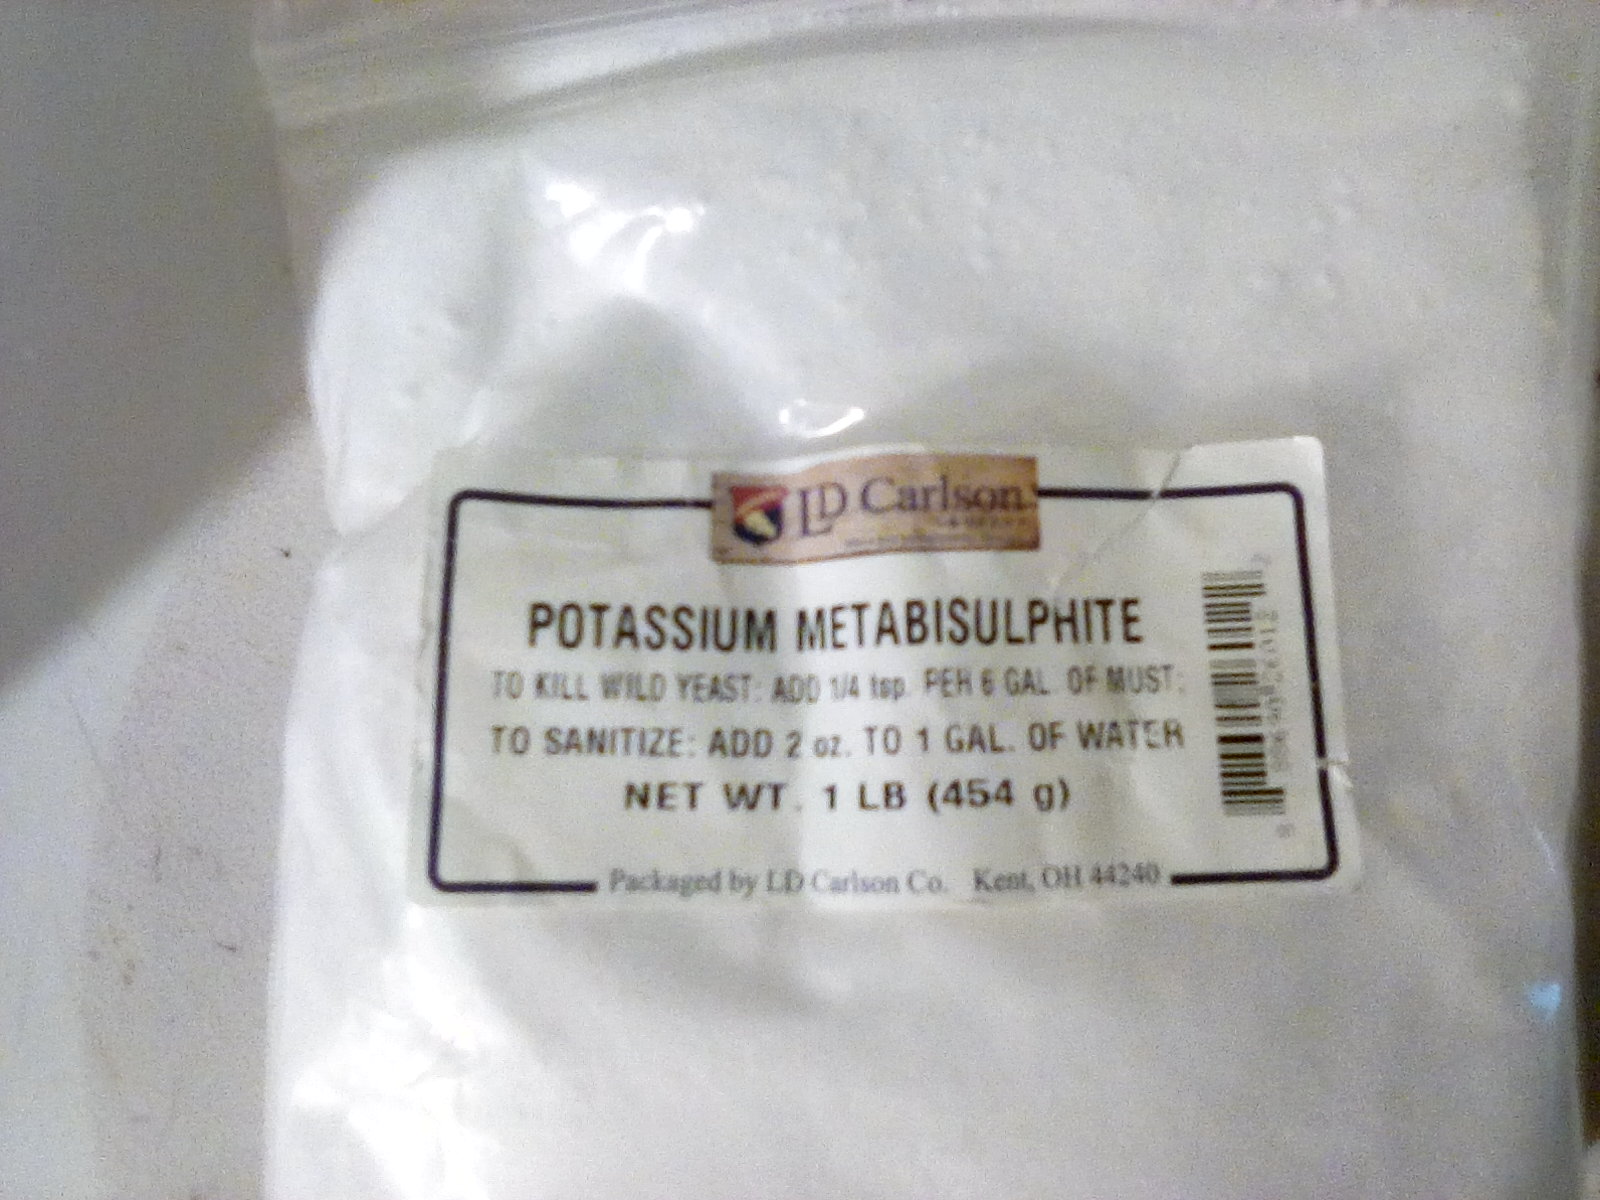 LD Carlson
POTASSIUM METABISULPHITE
TO KILL WILD YEAST: ADD 1/4 tsp. PER 6 GAL. OF MUST;
TO SANITIZE: ADD 2 oz. TO 1 GAL. OF WATER
NET WT. 1 LB (454 g)
Packaged by LD Carlson Co. Kent, OH 44240